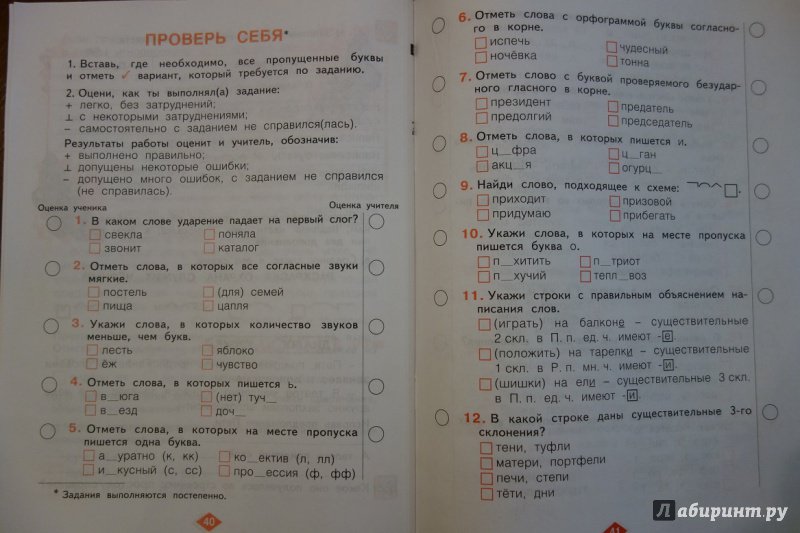 ПРОВЕРЬ СЕБЯ*
1. Вставь, где необходимо, все пропущенные буквы
и отметь ✓ вариант, который требуется по заданию.
2. Оцени, как ты выполнял(а) задание:
+ легко, без затруднений;
⊥ с некоторыми затруднениями;
– самостоятельно с заданием не справился(лась).
Результаты работы оценит и учитель, обозначив:
+ выполнено правильно;
⊥ допущены некоторые ошибки;
– допущено много ошибок, с заданием не справился
(не справилась).
Оценка ученика
Оценка учителя
1. В каком слове ударение падает на первый слог?
свекла поняла
звонит каталог
2. Отметь слова, в которых все согласные звуки
мягкие.
постель (для) семей
пища цапля
3. Укажи слова, в которых количество звуков
меньше, чем букв.
лесть яблоко
ёж чувство
4. Отметь слова, в которых пишется ь.
в__юга (нет) туч__
в__езд доч__
5. Отметь слова, в которых на месте пропуска
пишется одна буква.
а__уратно (к, кк) ко__ектив (л, лл)
и__кусный (с, сс) про__ессия (ф, фф)
* Задания выполняются постепенно.
40
6. Отметь слова с орфограммой буквы согласно-
го в корне.
испечь чудесный
ночёвка тонна
7. Отметь слово с буквой проверяемого безудар-
ного гласного в корне.
президент предатель
предолгий председатель
8. Отметь слова, в которых пишется и.
ц__фра ц__ган
акц__я огурц__
9. Найди слово, подходящее к схеме:
приходит призовой
придумаю прибегать
10. Укажи слова, в которых на месте пропуска
пишется буква о.
п__хитить п__триот
п__хучий тепл__воз
11. Укажи строки с правильным объяснением на-
писания слов.
(играть) на балконе – существительные
2 скл. в П. п. ед. ч. имеют -е.
(положить) на тарелки – существительные
1 скл. в Р. п. мн. ч. имеют -и.
(шишки) на ели – существительные 3 скл.
в П. п. ед. ч. имеют -и.
12. В какой строке даны существительные 3-го
склонения?
тени, туфли
матери, портфели
печи, степи
тёти, дни
41
Лабиринт.ру